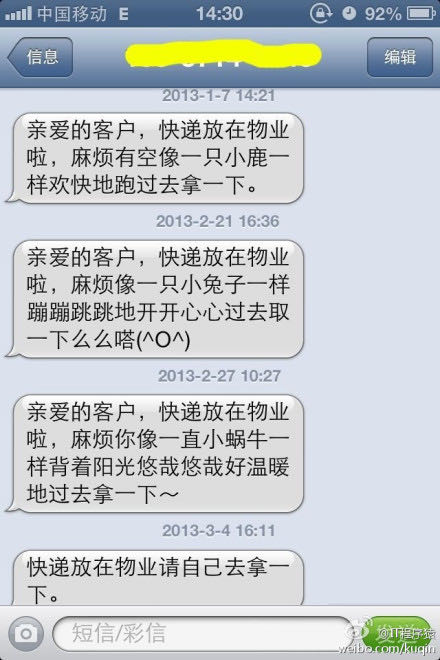 中国移动 E 14:30 92%
信息 编辑
2013-1-7 14:21
亲爱的客户，快递放在物业
啦，麻烦有空像一只小鹿一
样欢快地跑过去拿一下。
2013-2-21 16:36
亲爱的客户，快递放在物业
啦，麻烦像一只小兔子一样
蹦蹦跳跳地开开心心过去取
一下么么嗒(^O^)
2013-2-27 10:27
亲爱的客户，快递放在物业
啦，麻烦你像一直小蜗牛一
样背着阳光悠哉悠哉好温暖
地过去拿一下～
2013-3-4 16:11
快递放在物业请自己去拿一
下。
短信/彩信 发送
@IT程序猿
weibo.com/kuqin